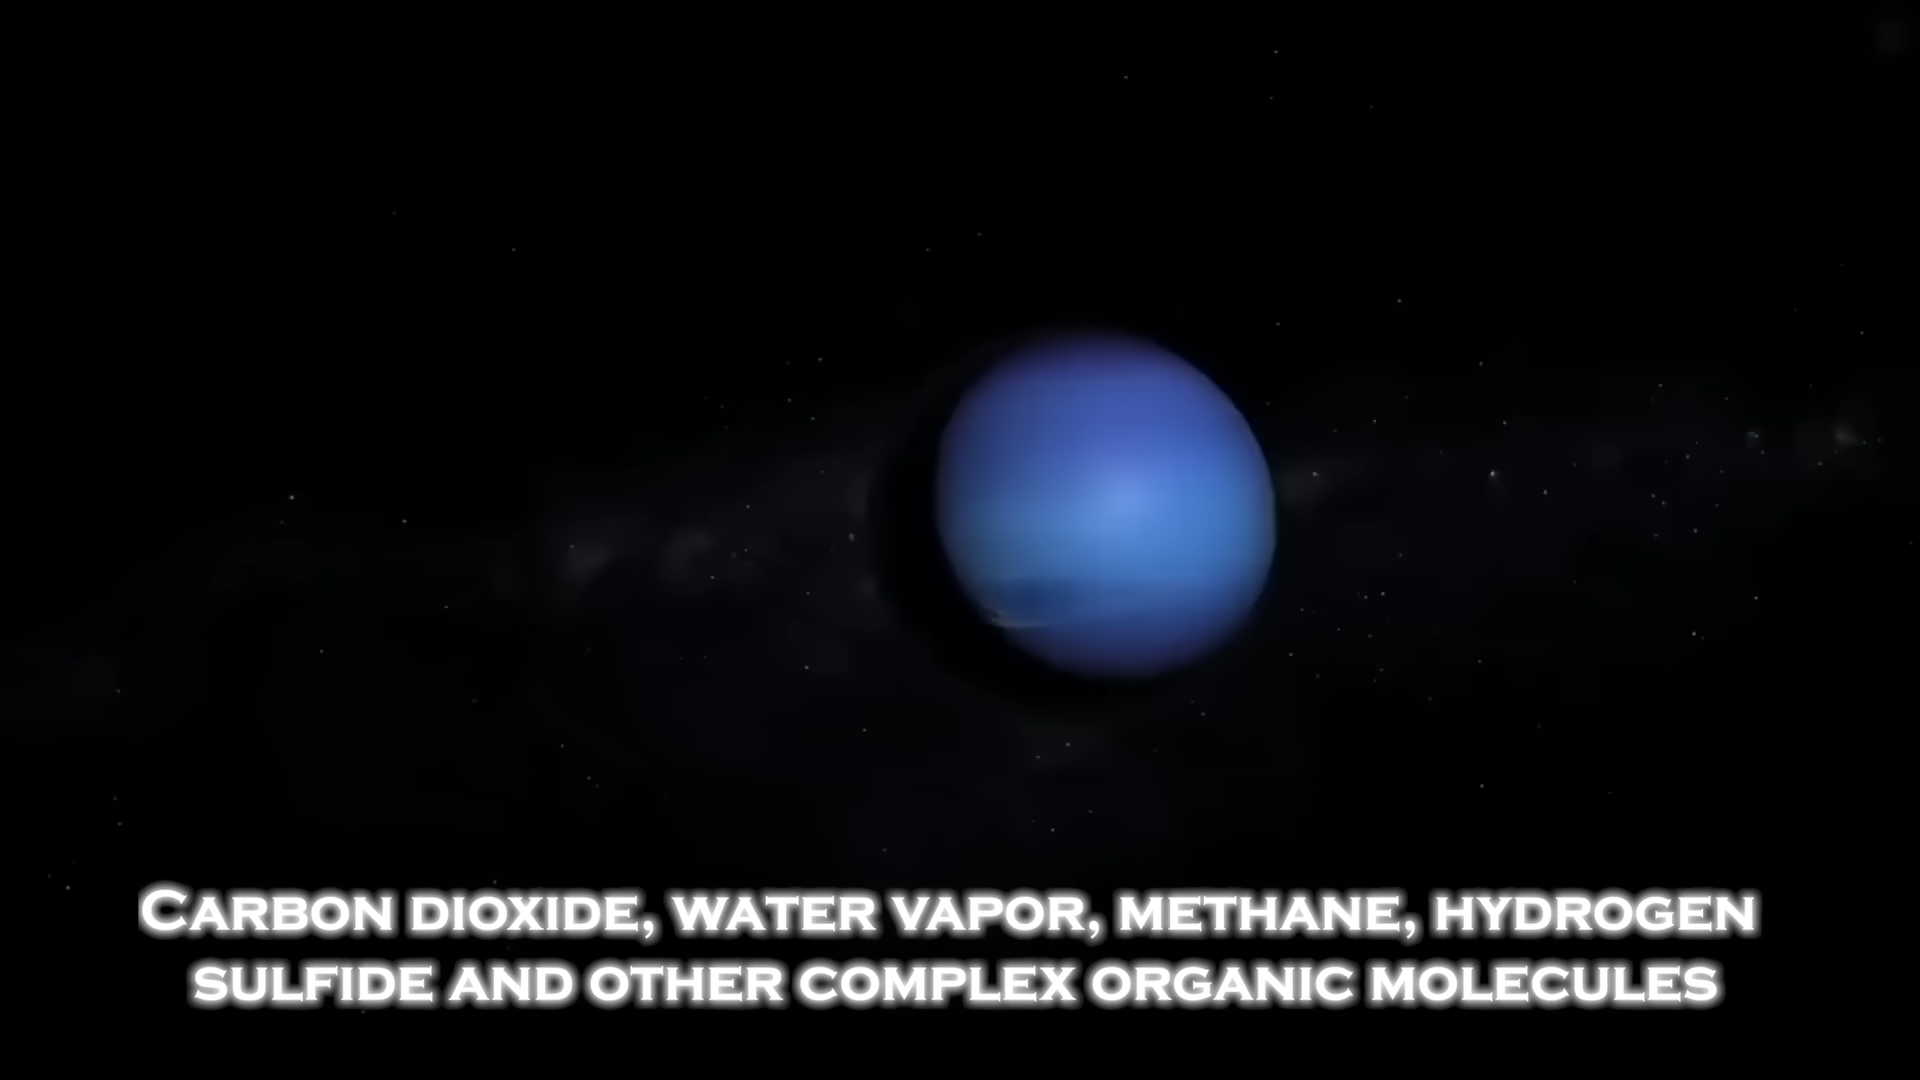 Carbon dioxide, water vapor, methane, hydrogen
sulfide and other complex organic molecules